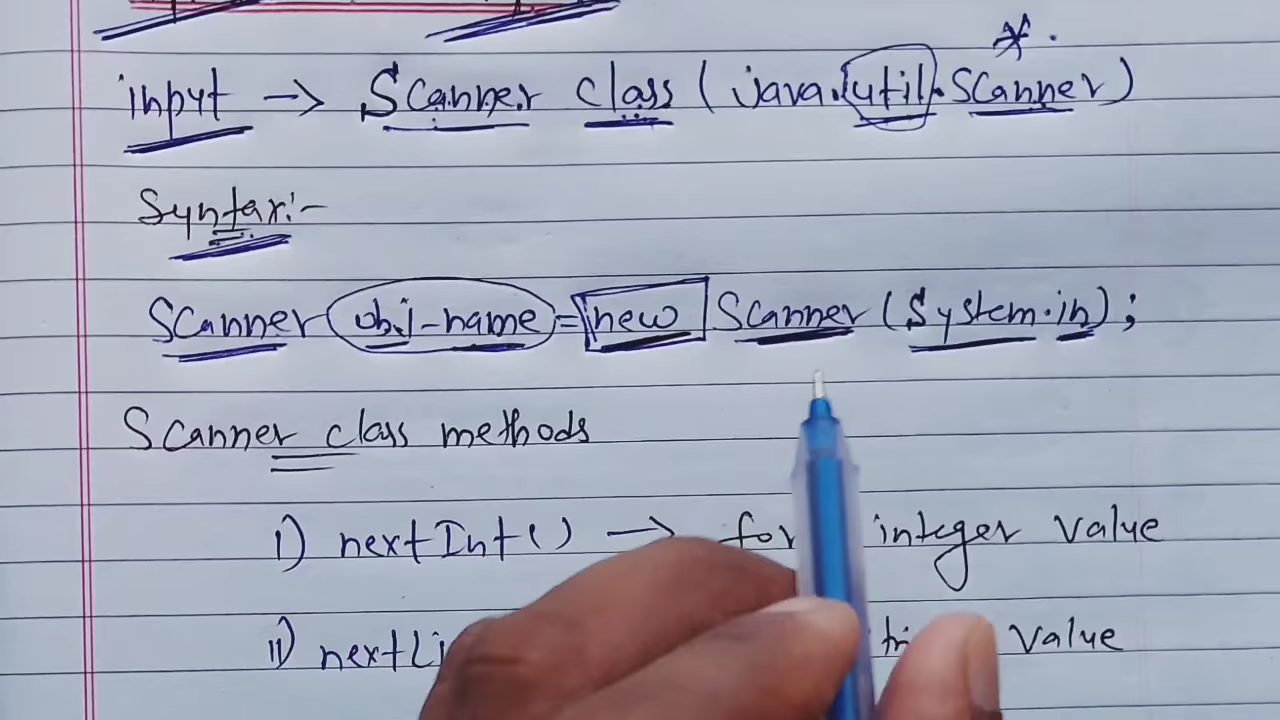 *.
input → Scanner class (java.util.Scanner)
Syntax:-
Scanner obj-name = new Scanner (System.in);
Scanner class methods
i) nextInt() → for integer value
ii) nextLi value